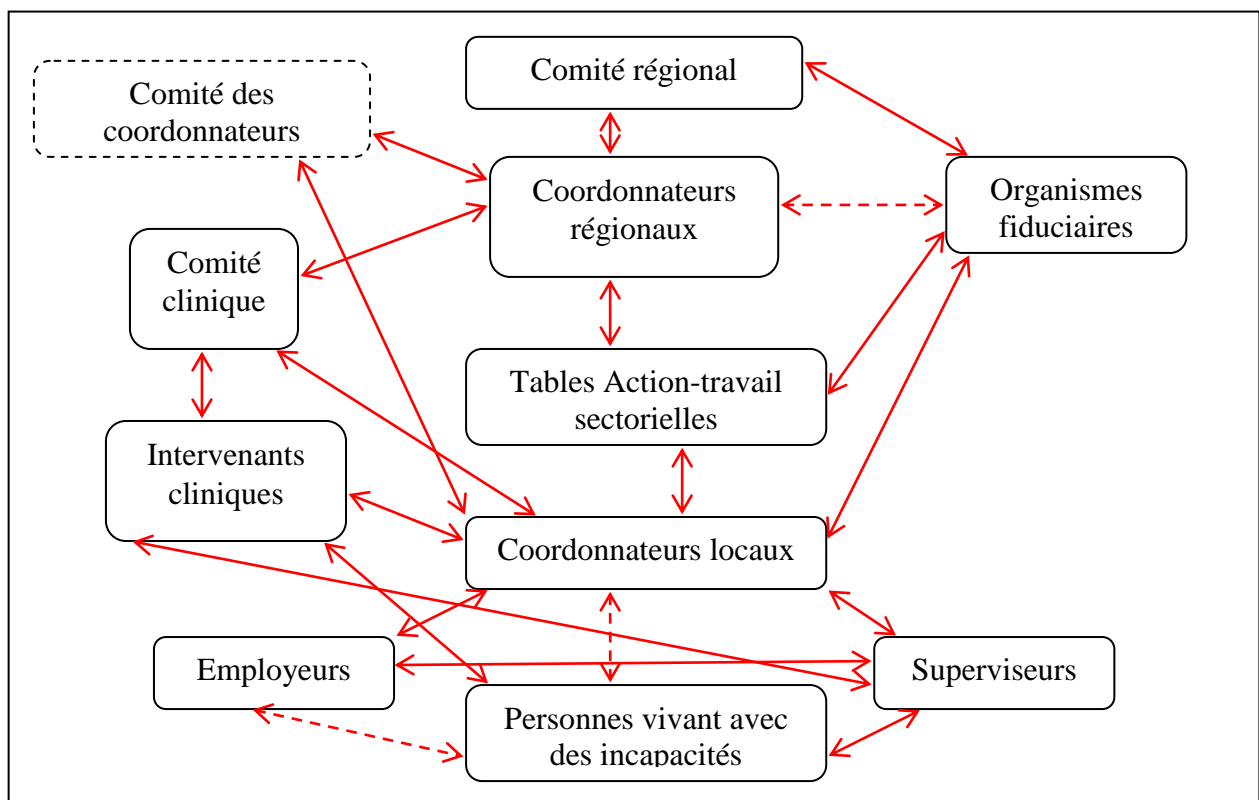 Comité régional
Comité des
coordonnateurs
Coordonnateurs
régionaux
Organismes
fiduciaires
Comité
clinique
Tables Action-travail
sectorielles
Intervenants
cliniques
Coordonnateurs locaux
Employeurs
Superviseurs
Personnes vivant avec
des incapacités